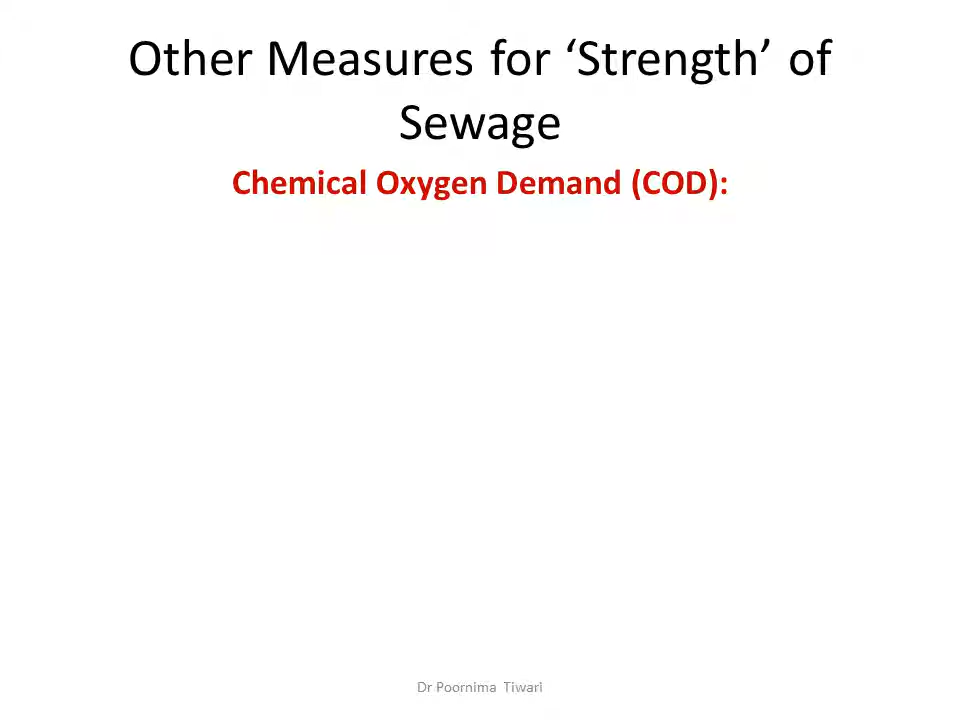 Other Measures for ‘Strength’ of
Sewage
Chemical Oxygen Demand (COD):
Dr Poornima Tiwari